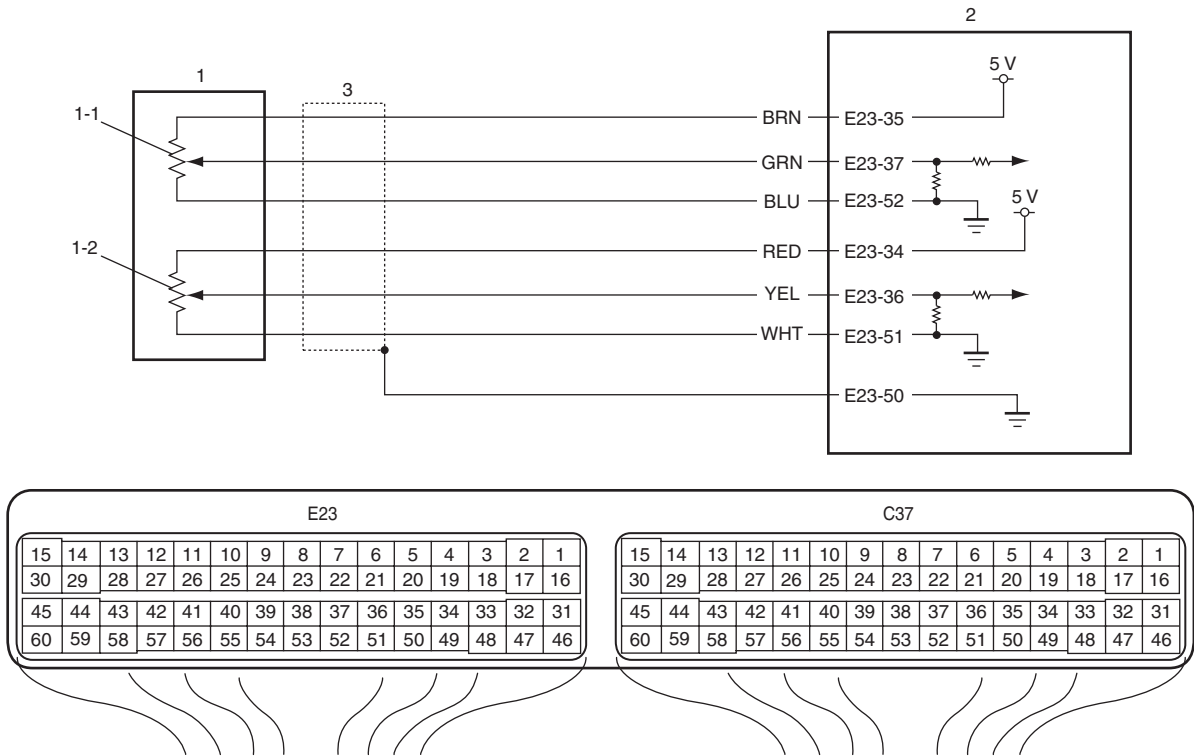 2
1
3
5 V
1-1
BRN E23-35
GRN E23-37
BLU E23-52
5 V
1-2
RED E23-34
YEL E23-36
WHT E23-51
E23-50
E23 C37
15 14 13 12 11 10 9 8 7 6 5 4 3 2 1 15 14 13 12 11 10 9 8 7 6 5 4 3 2 1
30 29 28 27 26 25 24 23 22 21 20 19 18 17 16 30 29 28 27 26 25 24 23 22 21 20 19 18 17 16
45 44 43 42 41 40 39 38 37 36 35 34 33 32 31 45 44 43 42 41 40 39 38 37 36 35 34 33 32 31
60 59 58 57 56 55 54 53 52 51 50 49 48 47 46 60 59 58 57 56 55 54 53 52 51 50 49 48 47 46